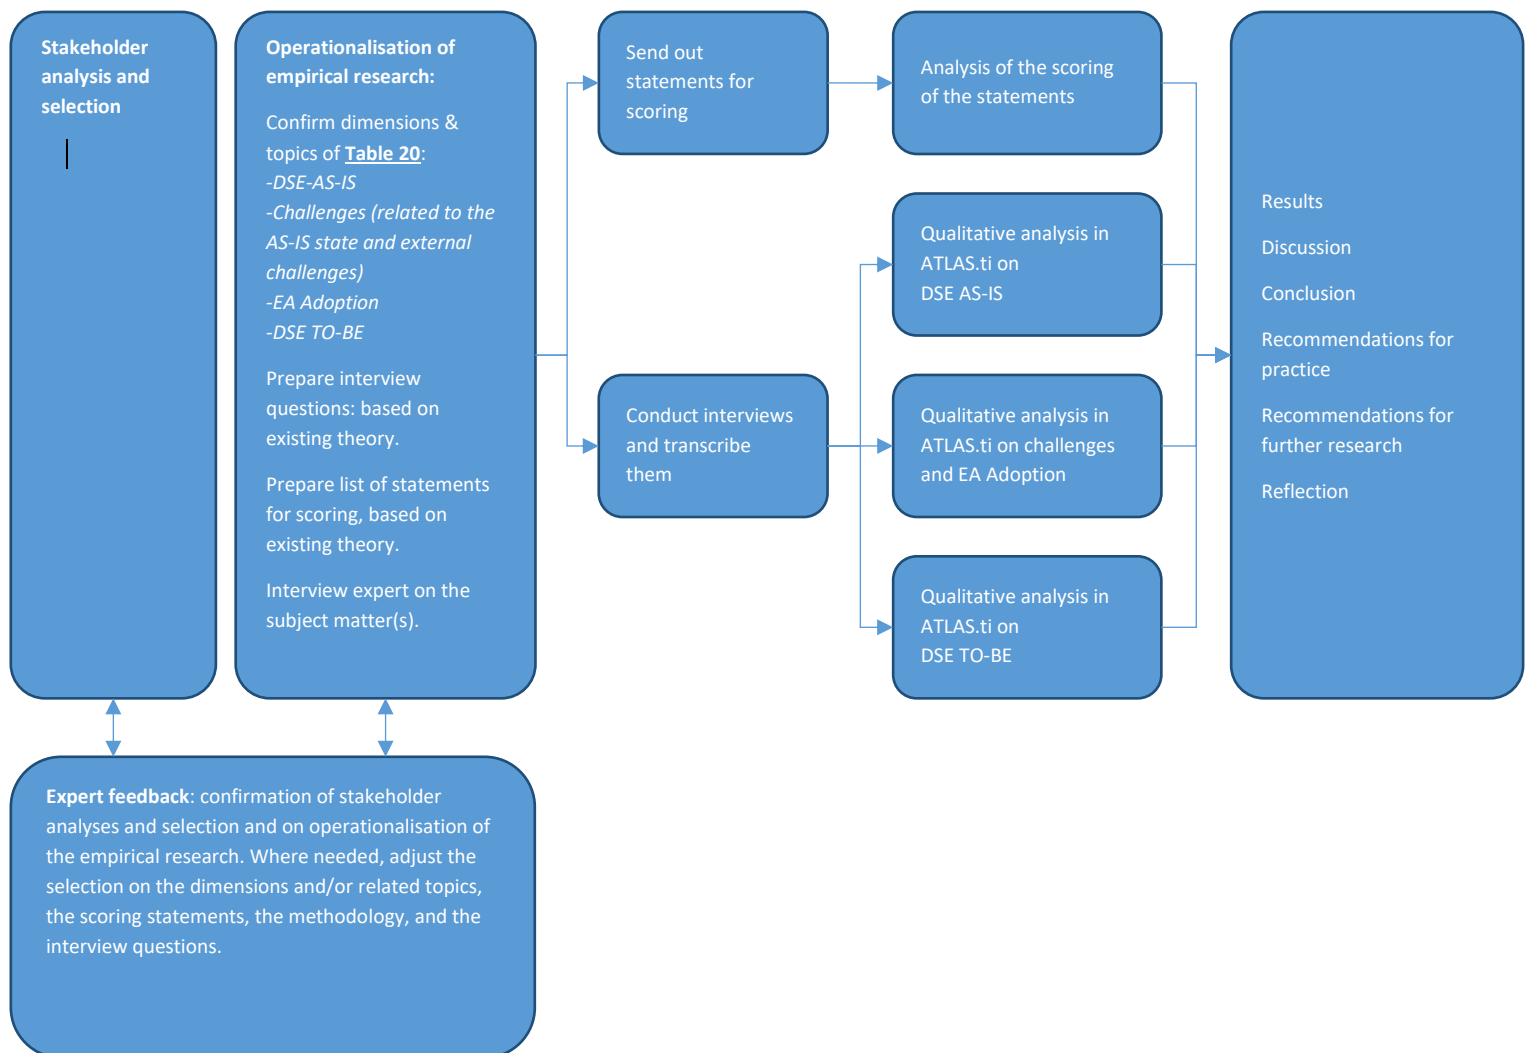 Stakeholder
analysis and
selection
Operationalisation of
empirical research:
Confirm dimensions &
topics of Table 20:
-DSE-AS-IS
-Challenges (related to the
AS-IS state and external
challenges)
-EA Adoption
-DSE TO-BE
Prepare interview
questions: based on
existing theory.
Prepare list of statements
for scoring, based on
existing theory.
Interview expert on the
subject matter(s).
Send out
statements for
scoring
Conduct interviews
and transcribe
them
Analysis of the scoring
of the statements
Qualitative analysis in
ATLAS.ti on
DSE AS-IS
Qualitative analysis in
ATLAS.ti on challenges
and EA Adoption
Qualitative analysis in
ATLAS.ti on
DSE TO-BE
Results
Discussion
Conclusion
Recommendations for
practice
Recommendations for
further research
Reflection
Expert feedback: confirmation of stakeholder
analyses and selection and on operationalisation of
the empirical research. Where needed, adjust the
selection on the dimensions and/or related topics,
the scoring statements, the methodology, and the
interview questions.